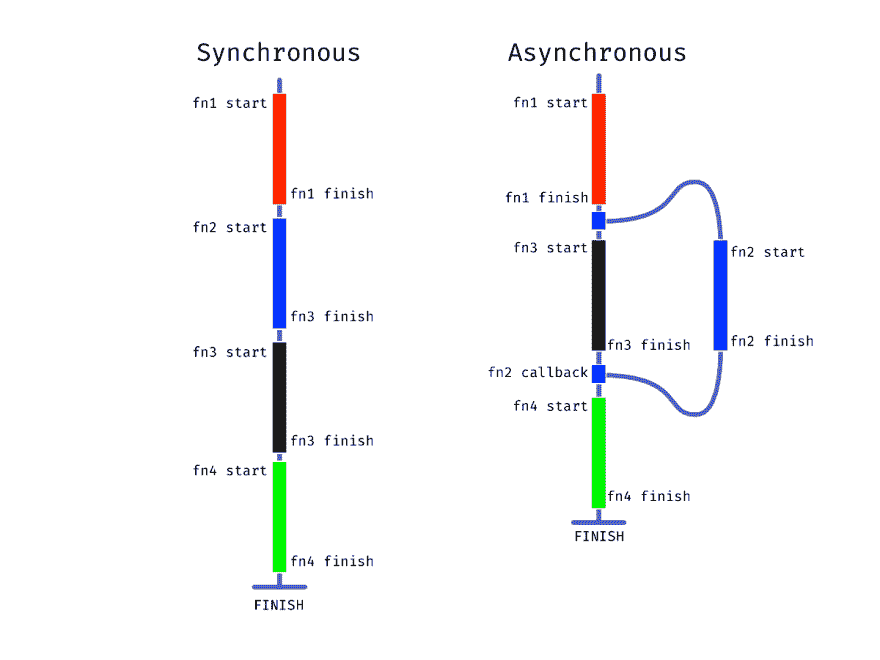 Synchronous
fn1 start
fn1 finish
fn2 start
fn3 finish
fn3 start
fn3 finish
fn4 start
fn4 finish
FINISH
Asynchronous
fn1 start
fn1 finish
fn3 start
fn2 start
fn3 finish
fn2 finish
fn2 callback
fn4 start
fn4 finish
FINISH